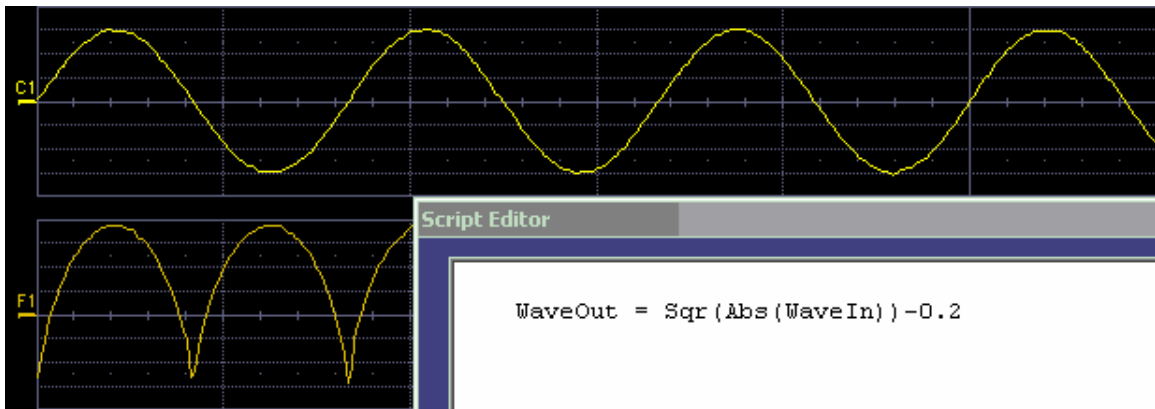 C1
F1
Script Editor
WaveOut = Sqr(Abs(WaveIn))-0.2